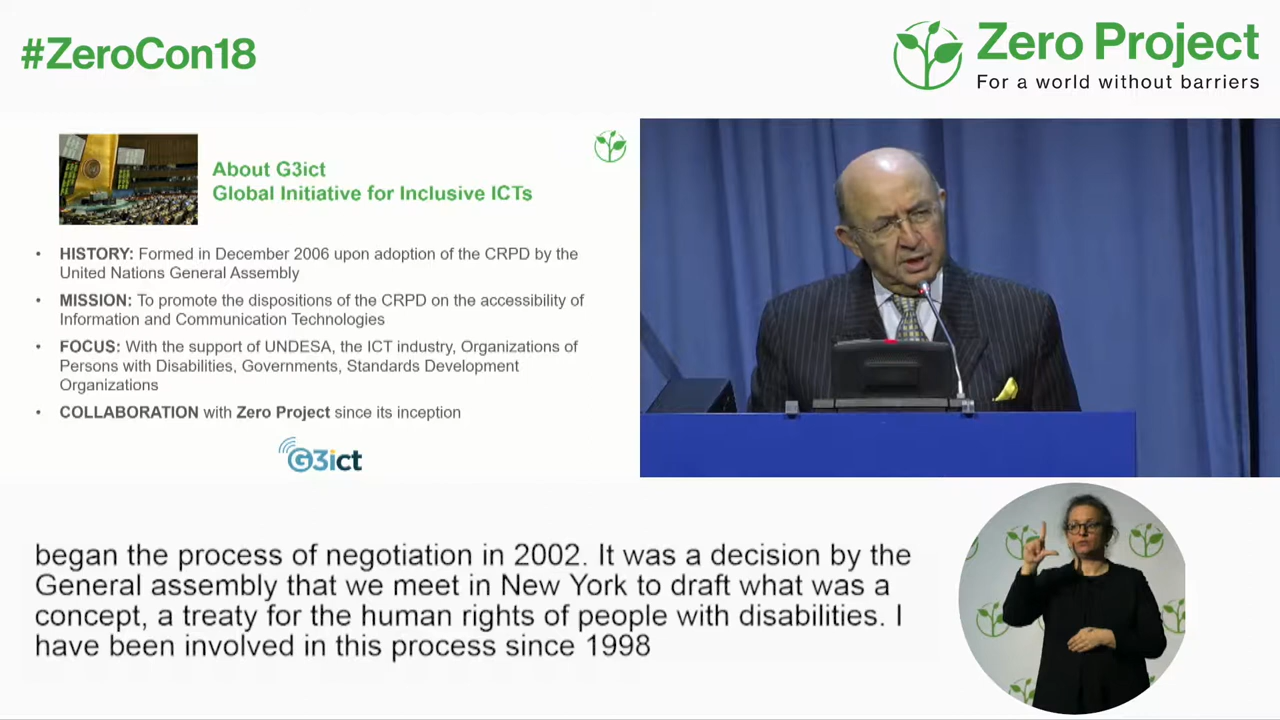 #ZeroCon18
Zero Project
For a world without barriers
About G3ict
Global Initiative for Inclusive ICTs
• HISTORY: Formed in December 2006 upon adoption of the CRPD by the
United Nations General Assembly
• MISSION: To promote the dispositions of the CRPD on the accessibility of
Information and Communication Technologies
• FOCUS: With the support of UNDESA, the ICT industry, Organizations of
Persons with Disabilities, Governments, Standards Development
Organizations
• COLLABORATION with Zero Project since its inception
G3ict
began the process of negotiation in 2002. It was a decision by the
General assembly that we meet in New York to draft what was a
concept, a treaty for the human rights of people with disabilities. I
have been involved in this process since 1998